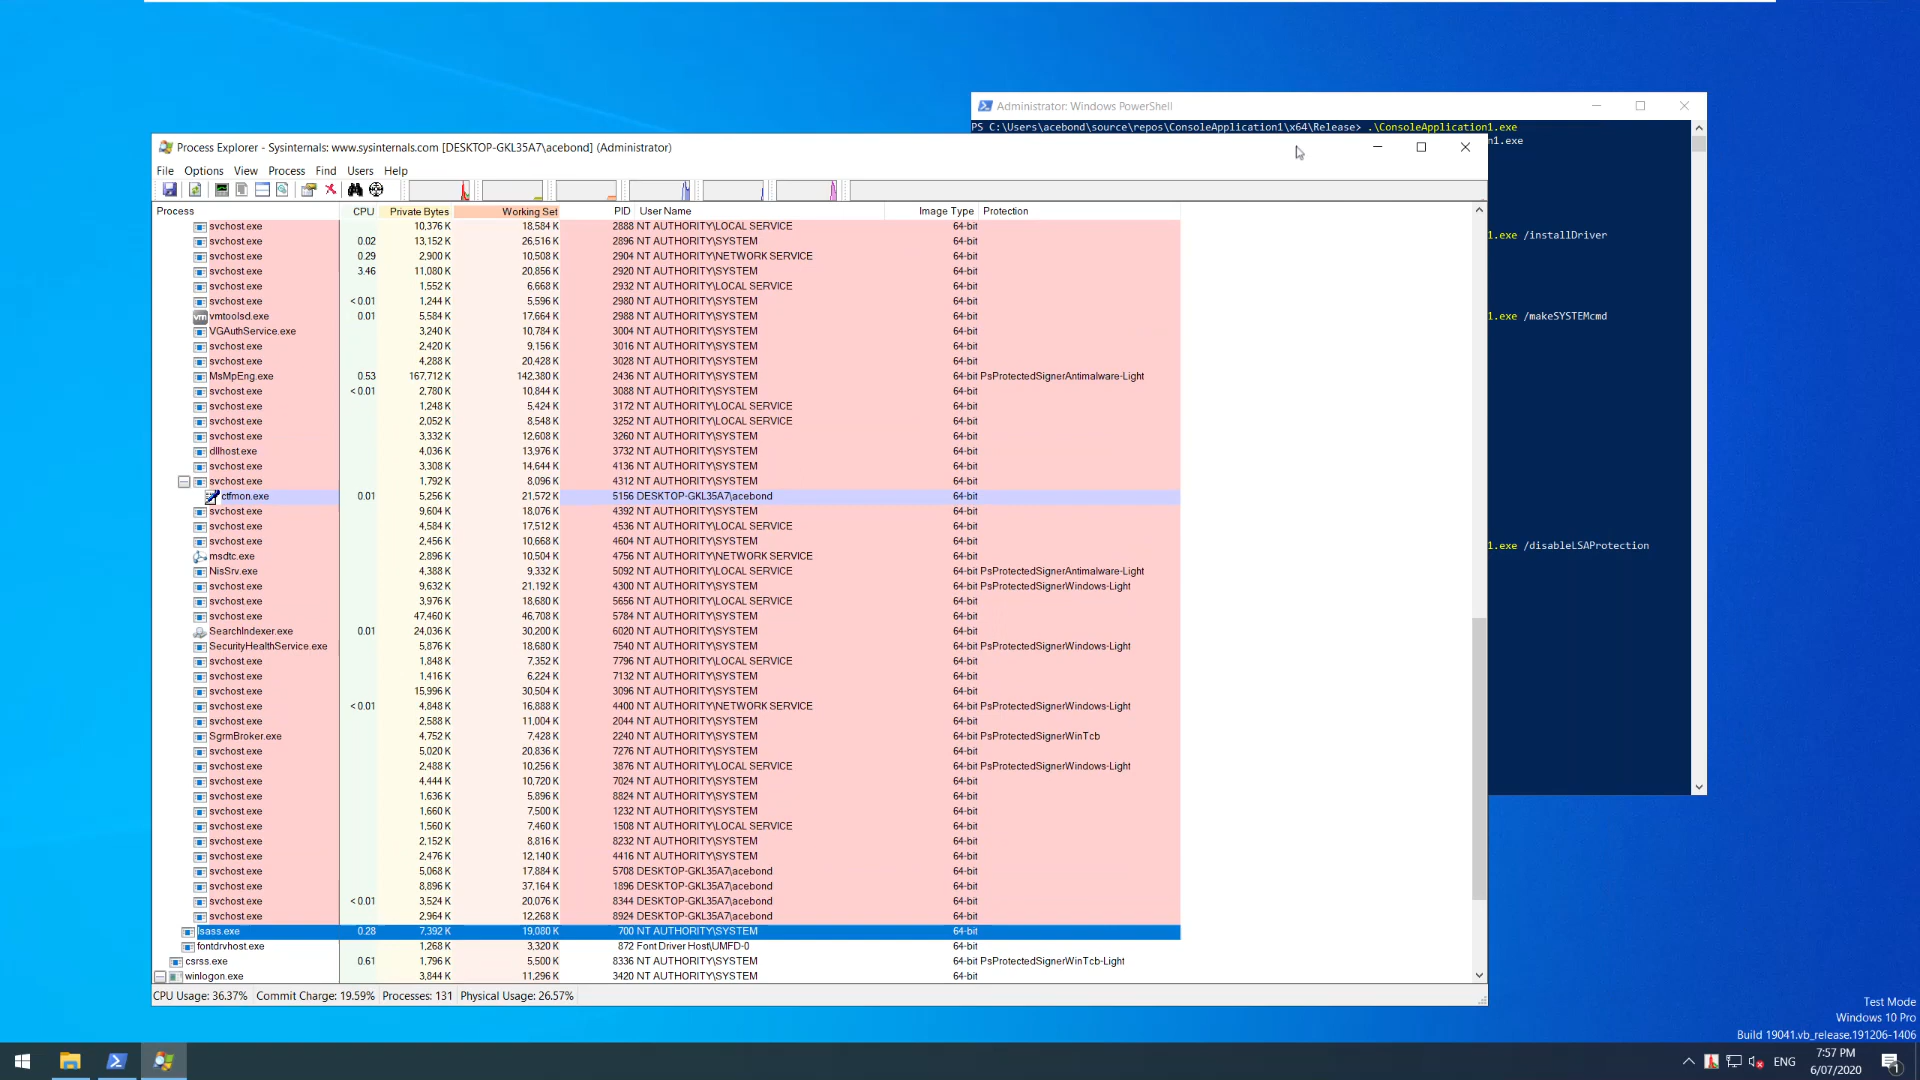 Administrator: Windows PowerShell
PS C:\Users\acebond\source\repos\ConsoleApplication1\x64\Release> .\ConsoleApplication1.exe
n1.exe
1.exe /installDriver
1.exe /makeSYSTEMcmd
1.exe /disableLSAProtection
Process Explorer - Sysinternals: www.sysinternals.com [DESKTOP-GKL35A7\acebond] (Administrator)
File Options View Process Find Users Help
Process CPU Private Bytes Working Set PID User Name Image Type Protection
svchost.exe 10,376 K 18,584 K 2888 NT AUTHORITY\LOCAL SERVICE 64-bit
svchost.exe 0.02 13,152 K 26,516 K 2896 NT AUTHORITY\SYSTEM 64-bit
svchost.exe 0.29 2,900 K 10,508 K 2904 NT AUTHORITY\NETWORK SERVICE 64-bit
svchost.exe 3.46 11,080 K 20,856 K 2920 NT AUTHORITY\SYSTEM 64-bit
svchost.exe 1,552 K 6,668 K 2932 NT AUTHORITY\LOCAL SERVICE 64-bit
svchost.exe < 0.01 1,244 K 5,596 K 2980 NT AUTHORITY\SYSTEM 64-bit
vmtoolsd.exe 0.01 5,584 K 17,664 K 2988 NT AUTHORITY\SYSTEM 64-bit
VGAuthService.exe 3,240 K 10,784 K 3004 NT AUTHORITY\SYSTEM 64-bit
svchost.exe 2,420 K 9,156 K 3016 NT AUTHORITY\SYSTEM 64-bit
svchost.exe 4,288 K 20,428 K 3028 NT AUTHORITY\SYSTEM 64-bit
MsMpEng.exe 0.53 167,712 K 142,380 K 2436 NT AUTHORITY\SYSTEM 64-bit PsProtectedSignerAntimalware-Light
svchost.exe < 0.01 2,780 K 10,844 K 3088 NT AUTHORITY\SYSTEM 64-bit
svchost.exe 1,248 K 5,424 K 3172 NT AUTHORITY\LOCAL SERVICE 64-bit
svchost.exe 2,052 K 8,548 K 3252 NT AUTHORITY\LOCAL SERVICE 64-bit
svchost.exe 3,332 K 12,608 K 3260 NT AUTHORITY\SYSTEM 64-bit
dllhost.exe 4,036 K 13,976 K 3732 NT AUTHORITY\SYSTEM 64-bit
svchost.exe 3,308 K 14,644 K 4136 NT AUTHORITY\SYSTEM 64-bit
svchost.exe 1,792 K 8,096 K 4312 NT AUTHORITY\SYSTEM 64-bit
ctfmon.exe 0.01 5,256 K 21,572 K 5156 DESKTOP-GKL35A7\acebond 64-bit
svchost.exe 9,604 K 18,076 K 4392 NT AUTHORITY\SYSTEM 64-bit
svchost.exe 4,584 K 17,512 K 4536 NT AUTHORITY\LOCAL SERVICE 64-bit
svchost.exe 2,456 K 10,668 K 4604 NT AUTHORITY\SYSTEM 64-bit
msdtc.exe 2,896 K 10,504 K 4756 NT AUTHORITY\NETWORK SERVICE 64-bit
NisSrv.exe 4,388 K 9,332 K 5092 NT AUTHORITY\LOCAL SERVICE 64-bit PsProtectedSignerAntimalware-Light
svchost.exe 9,632 K 21,192 K 4300 NT AUTHORITY\SYSTEM 64-bit PsProtectedSignerWindows-Light
svchost.exe 3,976 K 18,680 K 5656 NT AUTHORITY\LOCAL SERVICE 64-bit
svchost.exe 47,460 K 46,708 K 5784 NT AUTHORITY\SYSTEM 64-bit
SearchIndexer.exe 0.01 24,036 K 30,200 K 6020 NT AUTHORITY\SYSTEM 64-bit
SecurityHealthService.exe 5,876 K 18,680 K 7540 NT AUTHORITY\SYSTEM 64-bit PsProtectedSignerWindows-Light
svchost.exe 1,848 K 7,352 K 7796 NT AUTHORITY\LOCAL SERVICE 64-bit
svchost.exe 1,416 K 6,224 K 7132 NT AUTHORITY\SYSTEM 64-bit
svchost.exe 15,996 K 30,504 K 3096 NT AUTHORITY\SYSTEM 64-bit
svchost.exe < 0.01 4,848 K 16,888 K 4400 NT AUTHORITY\NETWORK SERVICE 64-bit PsProtectedSignerWindows-Light
svchost.exe 2,588 K 11,004 K 2044 NT AUTHORITY\SYSTEM 64-bit
SgrmBroker.exe 4,752 K 7,428 K 2240 NT AUTHORITY\SYSTEM 64-bit PsProtectedSignerWinTcb
svchost.exe 5,020 K 20,836 K 7276 NT AUTHORITY\SYSTEM 64-bit
svchost.exe 2,488 K 10,256 K 3876 NT AUTHORITY\LOCAL SERVICE 64-bit PsProtectedSignerWindows-Light
svchost.exe 4,444 K 10,720 K 7024 NT AUTHORITY\SYSTEM 64-bit
svchost.exe 1,636 K 5,896 K 8824 NT AUTHORITY\SYSTEM 64-bit
svchost.exe 1,660 K 7,500 K 1232 NT AUTHORITY\SYSTEM 64-bit
svchost.exe 1,560 K 7,460 K 1508 NT AUTHORITY\LOCAL SERVICE 64-bit
svchost.exe 2,152 K 8,816 K 8232 NT AUTHORITY\SYSTEM 64-bit
svchost.exe 2,476 K 12,140 K 4416 NT AUTHORITY\SYSTEM 64-bit
svchost.exe 5,068 K 17,884 K 5708 DESKTOP-GKL35A7\acebond 64-bit
svchost.exe 8,896 K 37,164 K 1896 DESKTOP-GKL35A7\acebond 64-bit
svchost.exe < 0.01 3,524 K 20,076 K 8344 DESKTOP-GKL35A7\acebond 64-bit
svchost.exe 2,964 K 12,268 K 8924 DESKTOP-GKL35A7\acebond 64-bit
lsass.exe 0.28 7,392 K 19,080 K 700 NT AUTHORITY\SYSTEM 64-bit
fontdrvhost.exe 1,268 K 3,320 K 872 Font Driver Host\UMFD-0 64-bit
csrss.exe 0.61 1,796 K 5,500 K 8336 NT AUTHORITY\SYSTEM 64-bit PsProtectedSignerWinTcb-Light
winlogon.exe 3,844 K 11,296 K 3420 NT AUTHORITY\SYSTEM 64-bit
CPU Usage: 36.37% Commit Charge: 19.59% Processes: 131 Physical Usage: 26.57%
Test Mode
Windows 10 Pro
Build 19041.vb_release.191206-1406
ENG
7:57 PM
6/07/2020
1